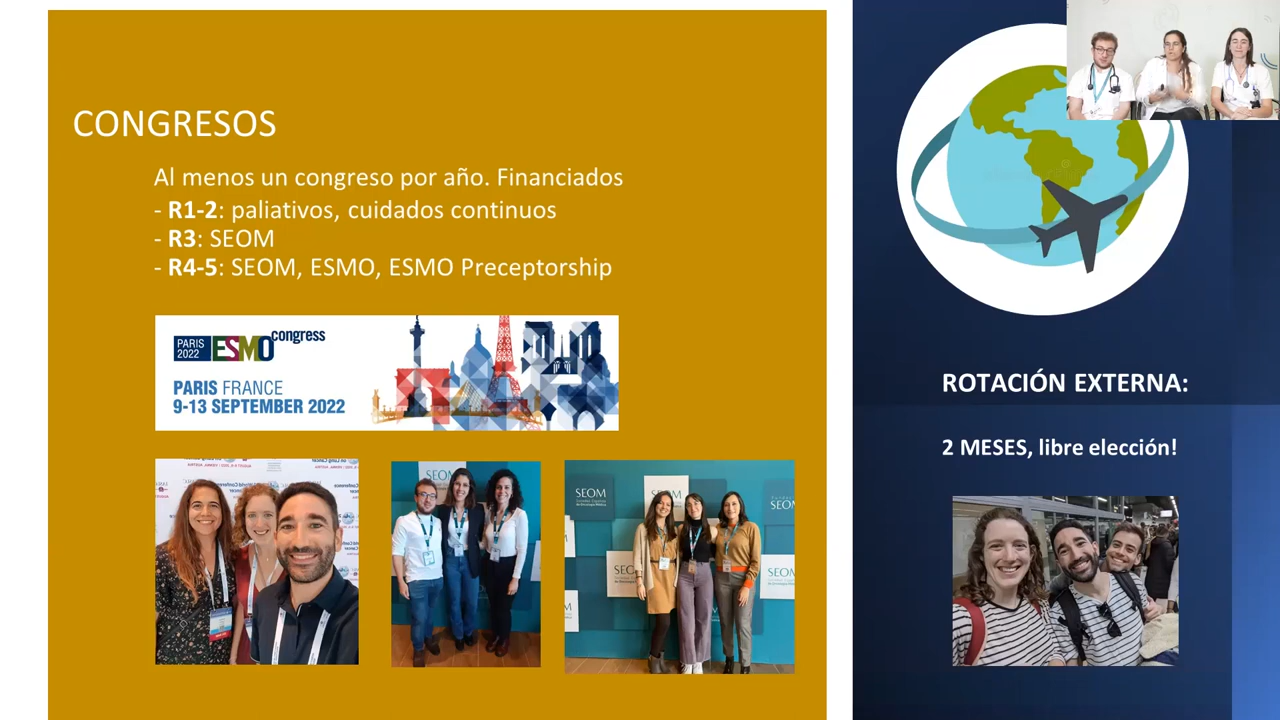 CONGRESOS
Al menos un congreso por año. Financiados
- R1-2: paliativos, cuidados continuos
- R3: SEOM
- R4-5: SEOM, ESMO, ESMO Preceptorship
PARIS
2022
ESMO congress
PARIS FRANCE
9-13 SEPTEMBER 2022
SEOM
SEOM
SEOM
SEOM
SEOM
ROTACIÓN EXTERNA:
2 MESES, libre elección!